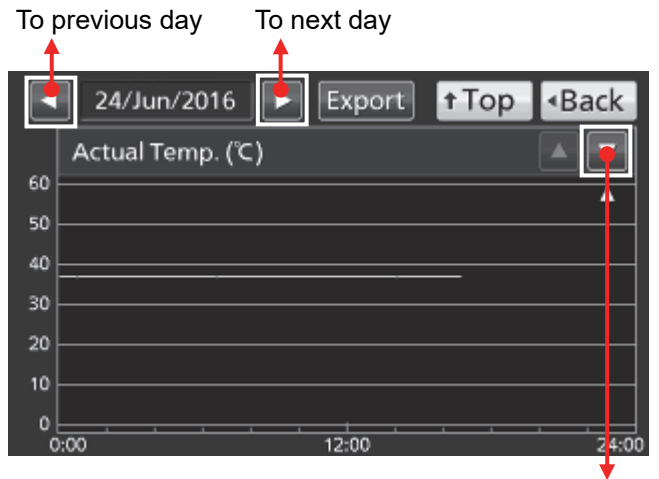 To previous day To next day
◀ 24/Jun/2016 ▶ Export ↑Top ◂Back
Actual Temp. (℃) ▲ ▼
60
50
40
30
20
10
0
0:00 12:00 24:00